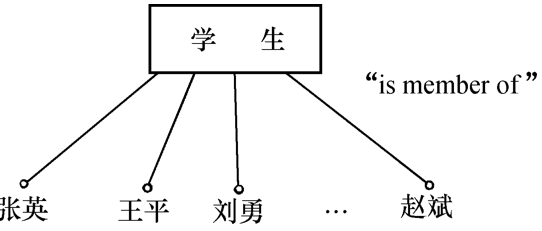 学 生
“is member of”
张英 王平 刘勇 … 赵斌